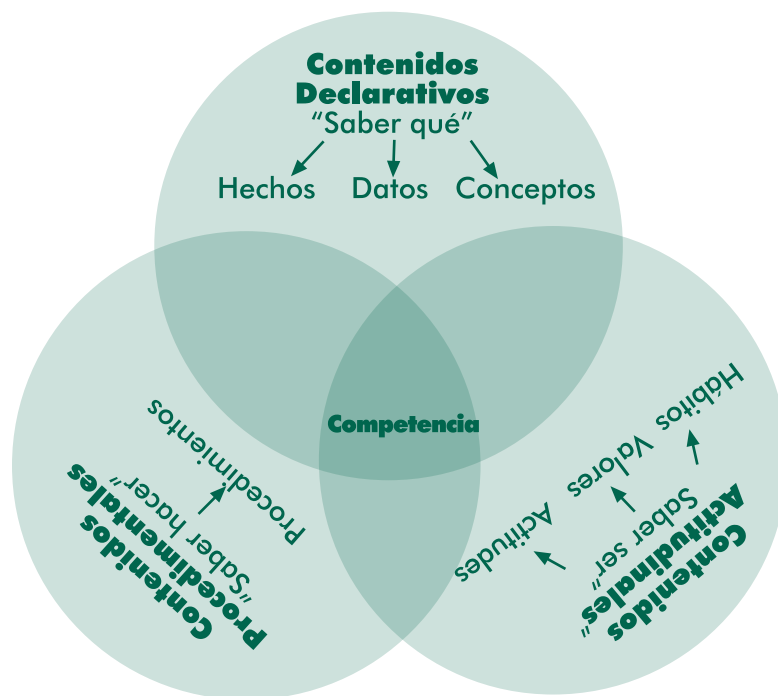 Contenidos
Declarativos
“Saber qué”
Hechos Datos Conceptos
Competencia
Contenidos
Procedimentales
“Saber hacer”
Procedimientos
Contenidos
Actitudinales
“Saber ser”
Actitudes
Valores
Hábitos